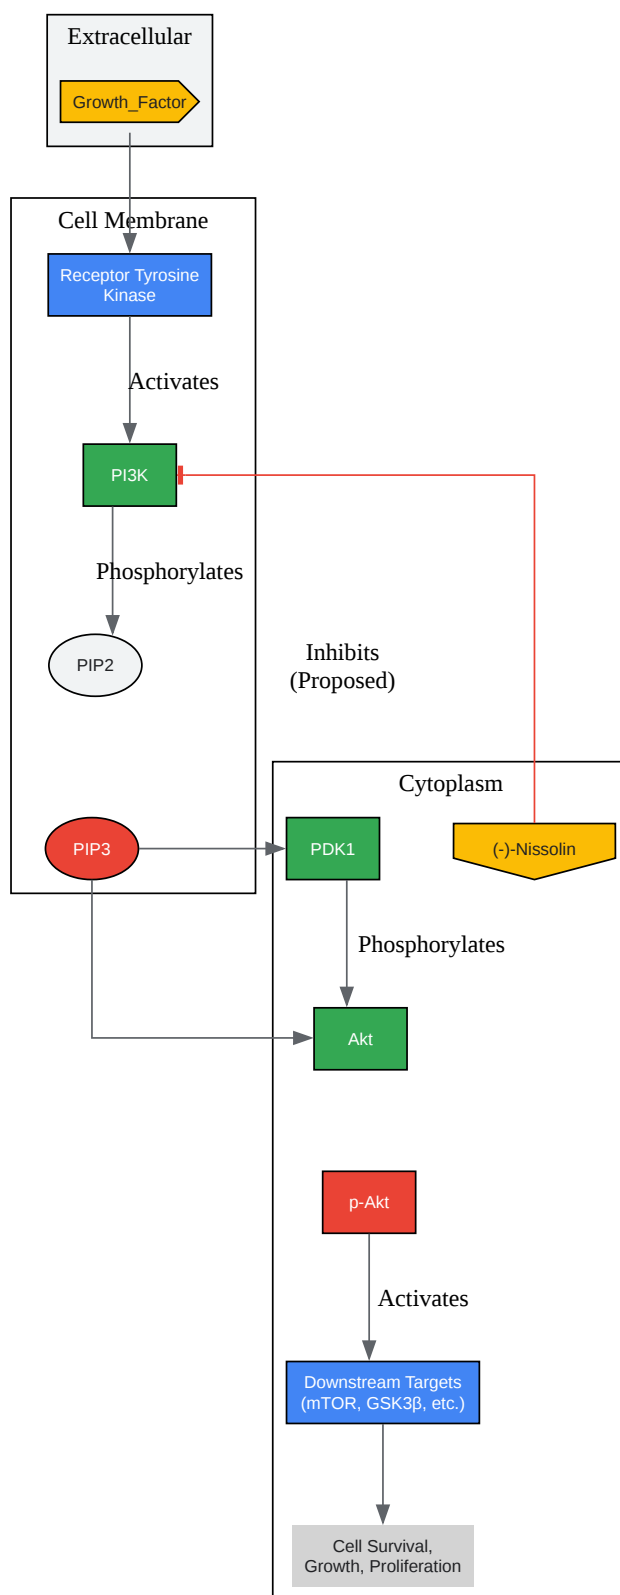 Extracellular
Growth_Factor
Cell Membrane
Receptor Tyrosine
Kinase
Activates
PI3K
Phosphorylates
PIP2
Inhibits
(Proposed)
Cytoplasm
PIP3
PDK1
(-)-Nissolin
Phosphorylates
Akt
p-Akt
Activates
Downstream Targets
(mTOR, GSK3β, etc.)
Cell Survival,
Growth, Proliferation